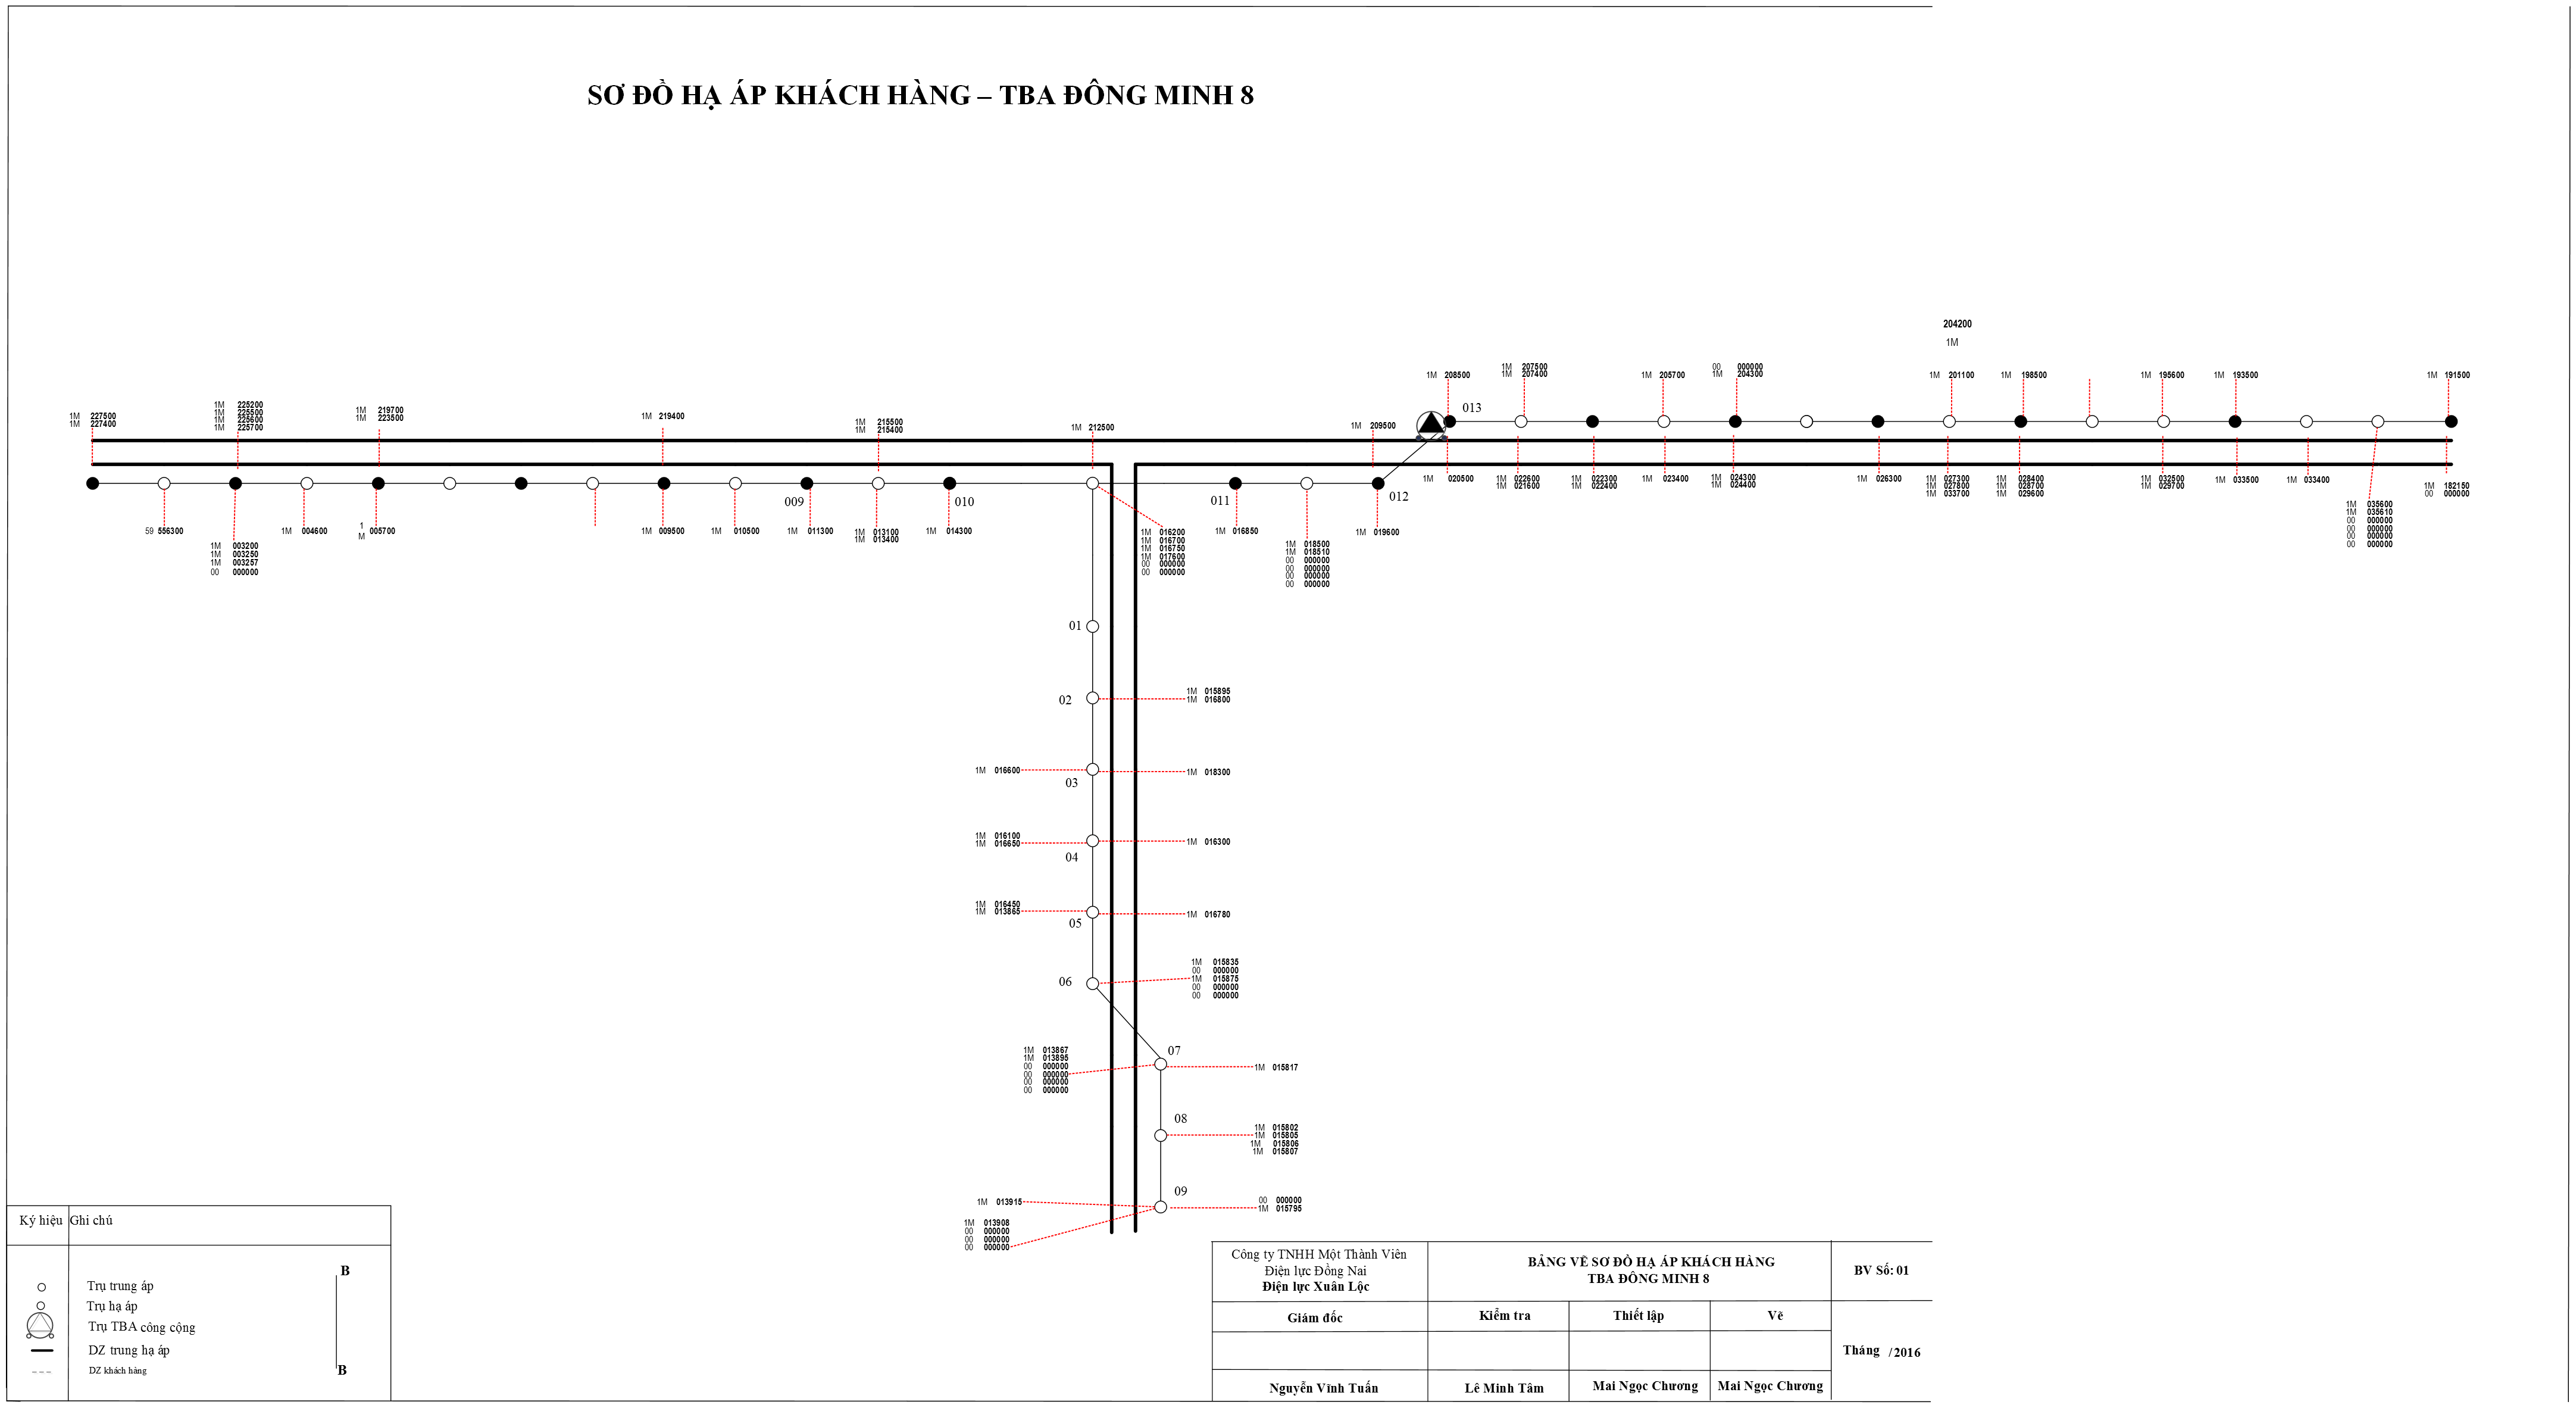 SƠ ĐỒ HẠ ÁP KHÁCH HÀNG – TBA ĐÔNG MINH 8
204200
1M
1M 227500
1M 227400
1M 225200
1M 225500
1M 225600
1M 225700
1M 219700
1M 223500
1M 219400
1M 215500
1M 215400
1M 212500
1M 209500
1M 208500
013
1M 207500
1M 207400
1M 205700
00 000000
1M 204300
1M 201100
1M 198500
1M 195600
1M 193500
1M 191500
009
010
011
012
59 556300
1M 003200
1M 003250
1M 003257
00 000000
1M 004600
1
M 005700
1M 009500
1M 010500
1M 011300
1M 013100
1M 013400
1M 014300
1M 016200
1M 016700
1M 016750
1M 017600
00 000000
00 000000
1M 016850
1M 018500
1M 018510
00 000000
00 000000
00 000000
00 000000
1M 019600
1M 020500
1M 022600
1M 021600
1M 022300
1M 022400
1M 023400
1M 024300
1M 024400
1M 026300
1M 027300
1M 027800
1M 033700
1M 028400
1M 028700
1M 029600
1M 032500
1M 029700
1M 033500
1M 033400
1M 035600
1M 035610
00 000000
00 000000
00 000000
00 000000
1M 182150
00 000000
01
02
1M 015895
1M 016800
1M 016600
03
1M 018300
1M 016100
1M 016650
04
1M 016300
1M 016450
1M 013865
05
1M 016780
06
1M 015835
00 000000
1M 015875
00 000000
00 000000
07
1M 013867
1M 013895
00 000000
00 000000
00 000000
00 000000
1M 015817
08
1M 015802
1M 015805
1M 015806
1M 015807
09
1M 013915
1M 013908
00 000000
00 000000
00 000000
00 000000
1M 015795
Ký hiệu Ghi chú
Trụ trung áp
Trụ hạ áp
Trụ TBA công cộng
DZ trung hạ áp
DZ khách hàng
B
B
Công ty TNHH Một Thành Viên
Điện lực Đồng Nai
Điện lực Xuân Lộc
BẢNG VẼ SƠ ĐỒ HẠ ÁP KHÁCH HÀNG
TBA ĐÔNG MINH 8
BV Số: 01
Giám đốc
Kiểm tra
Thiết lập
Vẽ
Tháng /2016
Nguyễn Vĩnh Tuấn
Lê Minh Tâm
Mai Ngọc Chương
Mai Ngọc Chương